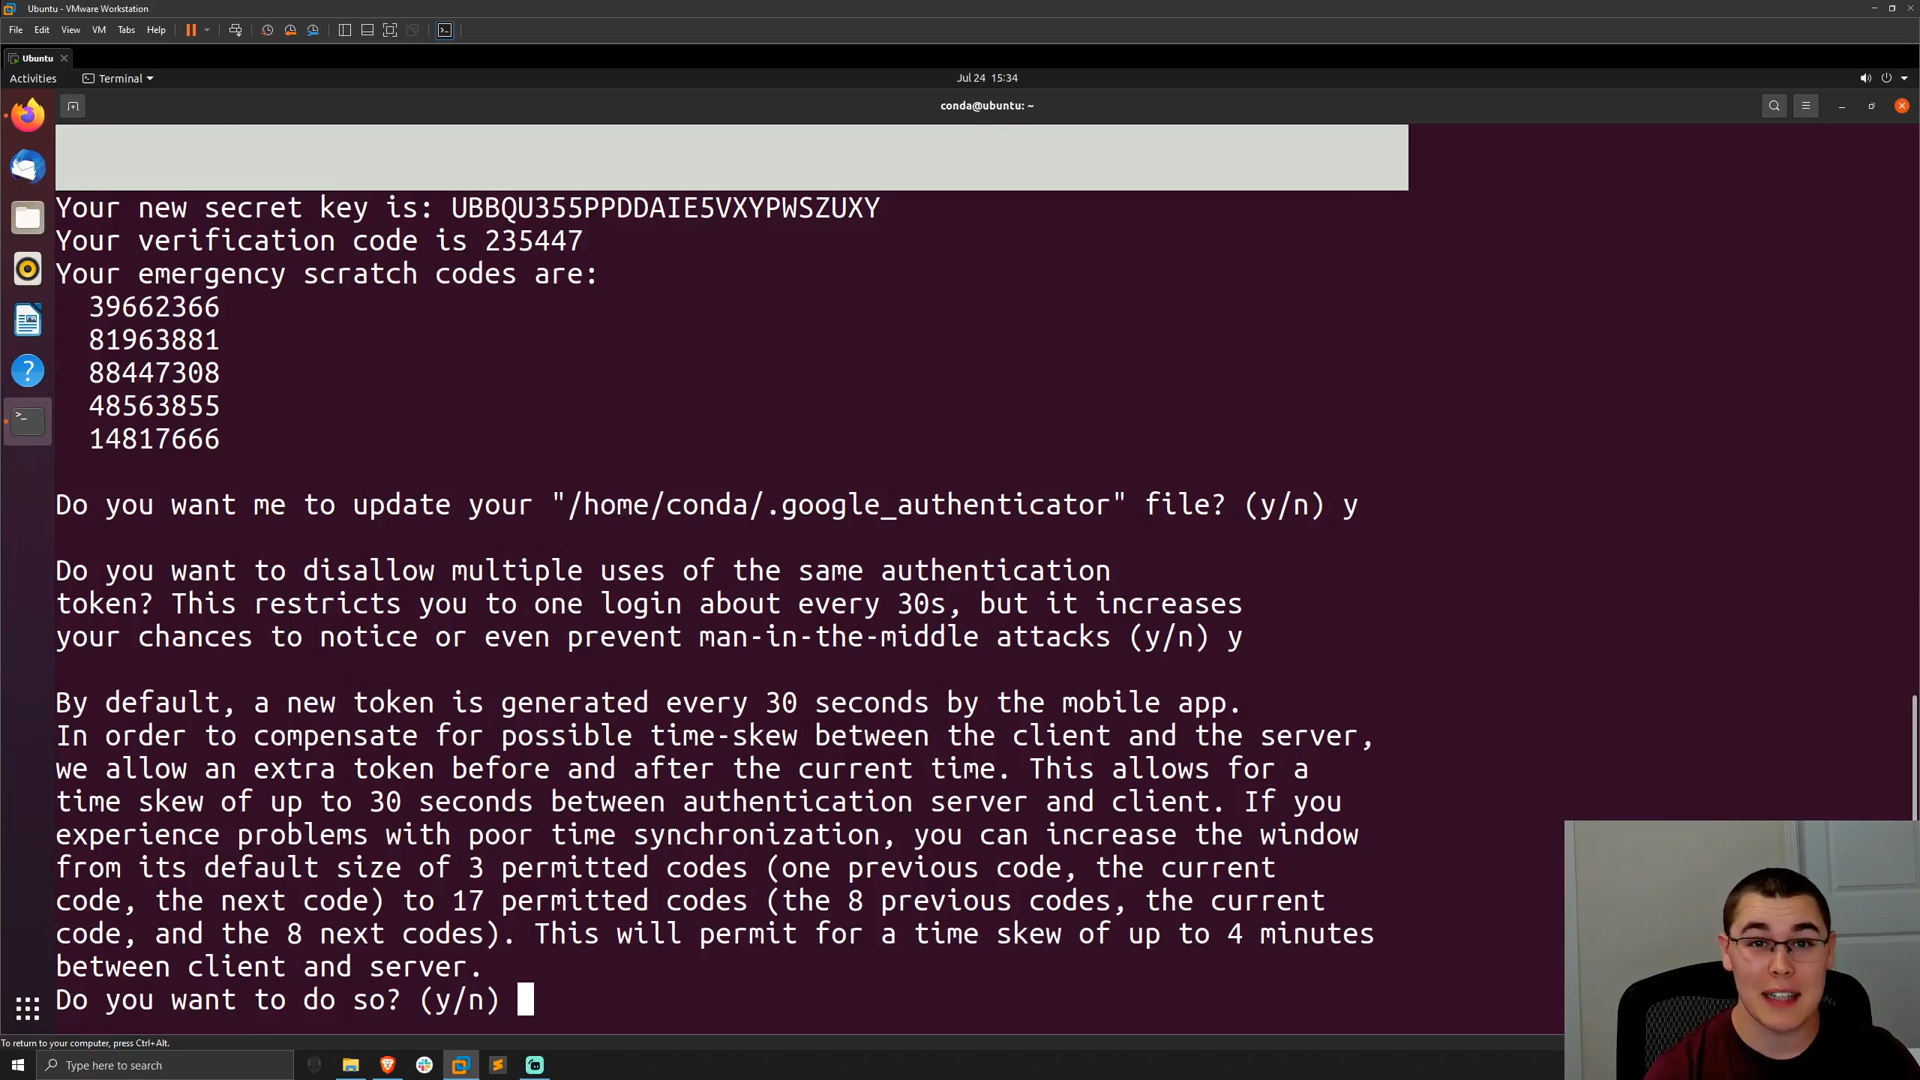 Ubuntu - VMware Workstation
File Edit View VM Tabs Help
Ubuntu
Activities Terminal Jul 24 15:34
conda@ubuntu: ~
Your new secret key is: UBBQU355PPDDAIE5VXYPWSZUXY
Your verification code is 235447
Your emergency scratch codes are:
39662366
81963881
88447308
48563855
14817666
Do you want me to update your "/home/conda/.google_authenticator" file? (y/n) y
Do you want to disallow multiple uses of the same authentication
token? This restricts you to one login about every 30s, but it increases
your chances to notice or even prevent man-in-the-middle attacks (y/n) y
By default, a new token is generated every 30 seconds by the mobile app.
In order to compensate for possible time-skew between the client and the server,
we allow an extra token before and after the current time. This allows for a
time skew of up to 30 seconds between authentication server and client. If you
experience problems with poor time synchronization, you can increase the window
from its default size of 3 permitted codes (one previous code, the current
code, the next code) to 17 permitted codes (the 8 previous codes, the current
code, and the 8 next codes). This will permit for a time skew of up to 4 minutes
between client and server.
Do you want to do so? (y/n)
To return to your computer, press Ctrl+Alt.
Type here to search